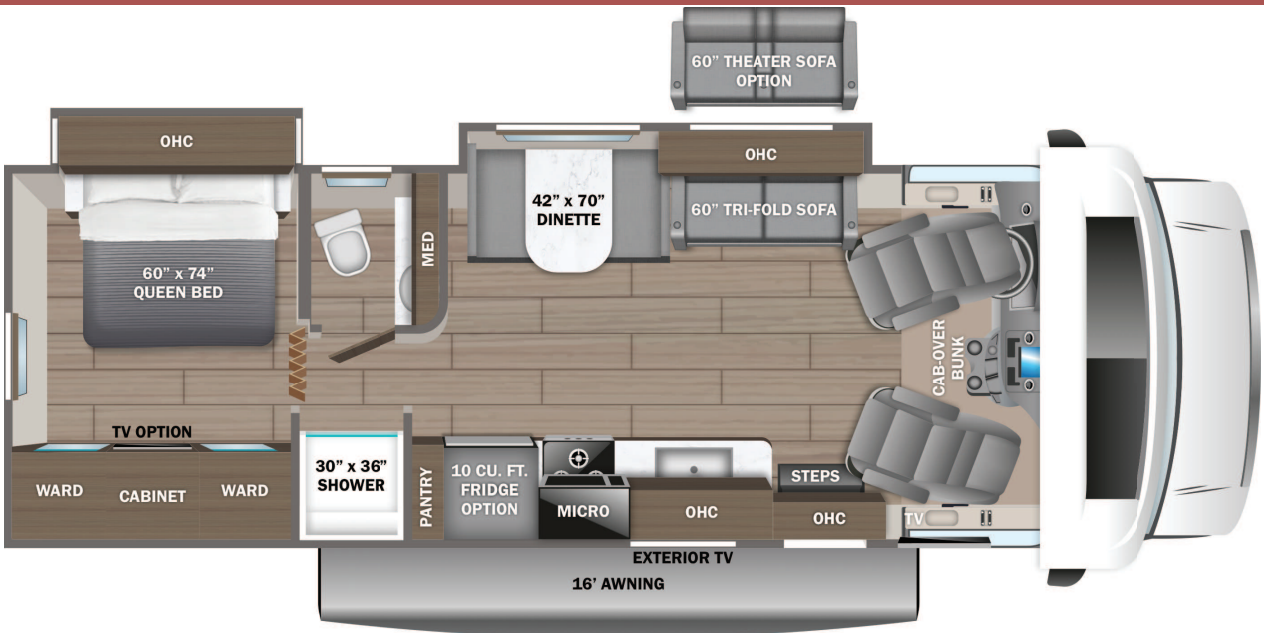 60” THEATER SOFA
OPTION
OHC
OHC
42” x 70”
DINETTE
60” TRI-FOLD SOFA
MED
60” x 74”
QUEEN BED
CAB-OVER
BUNK
TV OPTION
WARD
CABINET
WARD
30” x 36”
SHOWER
PANTRY
10 CU. FT.
FRIDGE
OPTION
MICRO
OHC
STEPS
OHC
TV
EXTERIOR TV
16’ AWNING